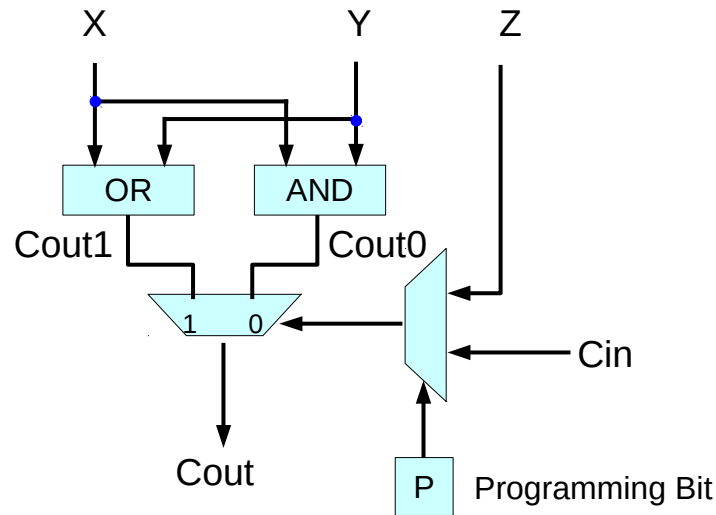 X Y Z
OR AND
Cout1 Cout0
1 0
Cin
Cout
P Programming Bit